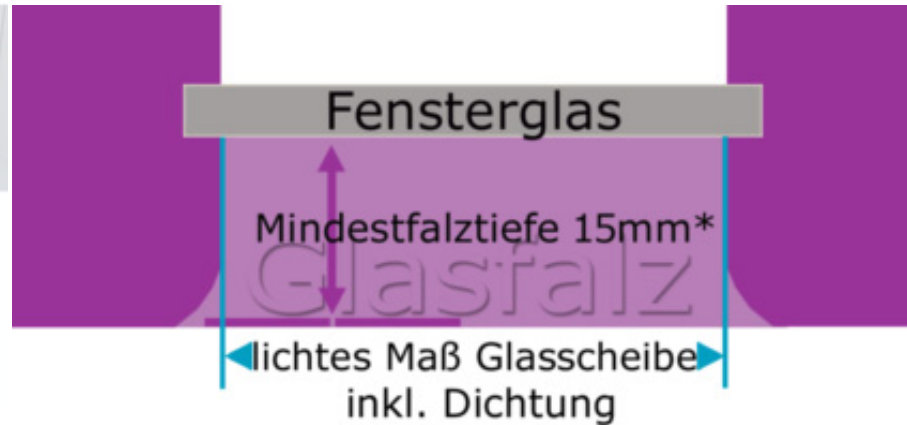 Fensterglas
Mindestfalztiefe 15mm*
Glasfalz
lichtes Maß Glasscheibe
inkl. Dichtung